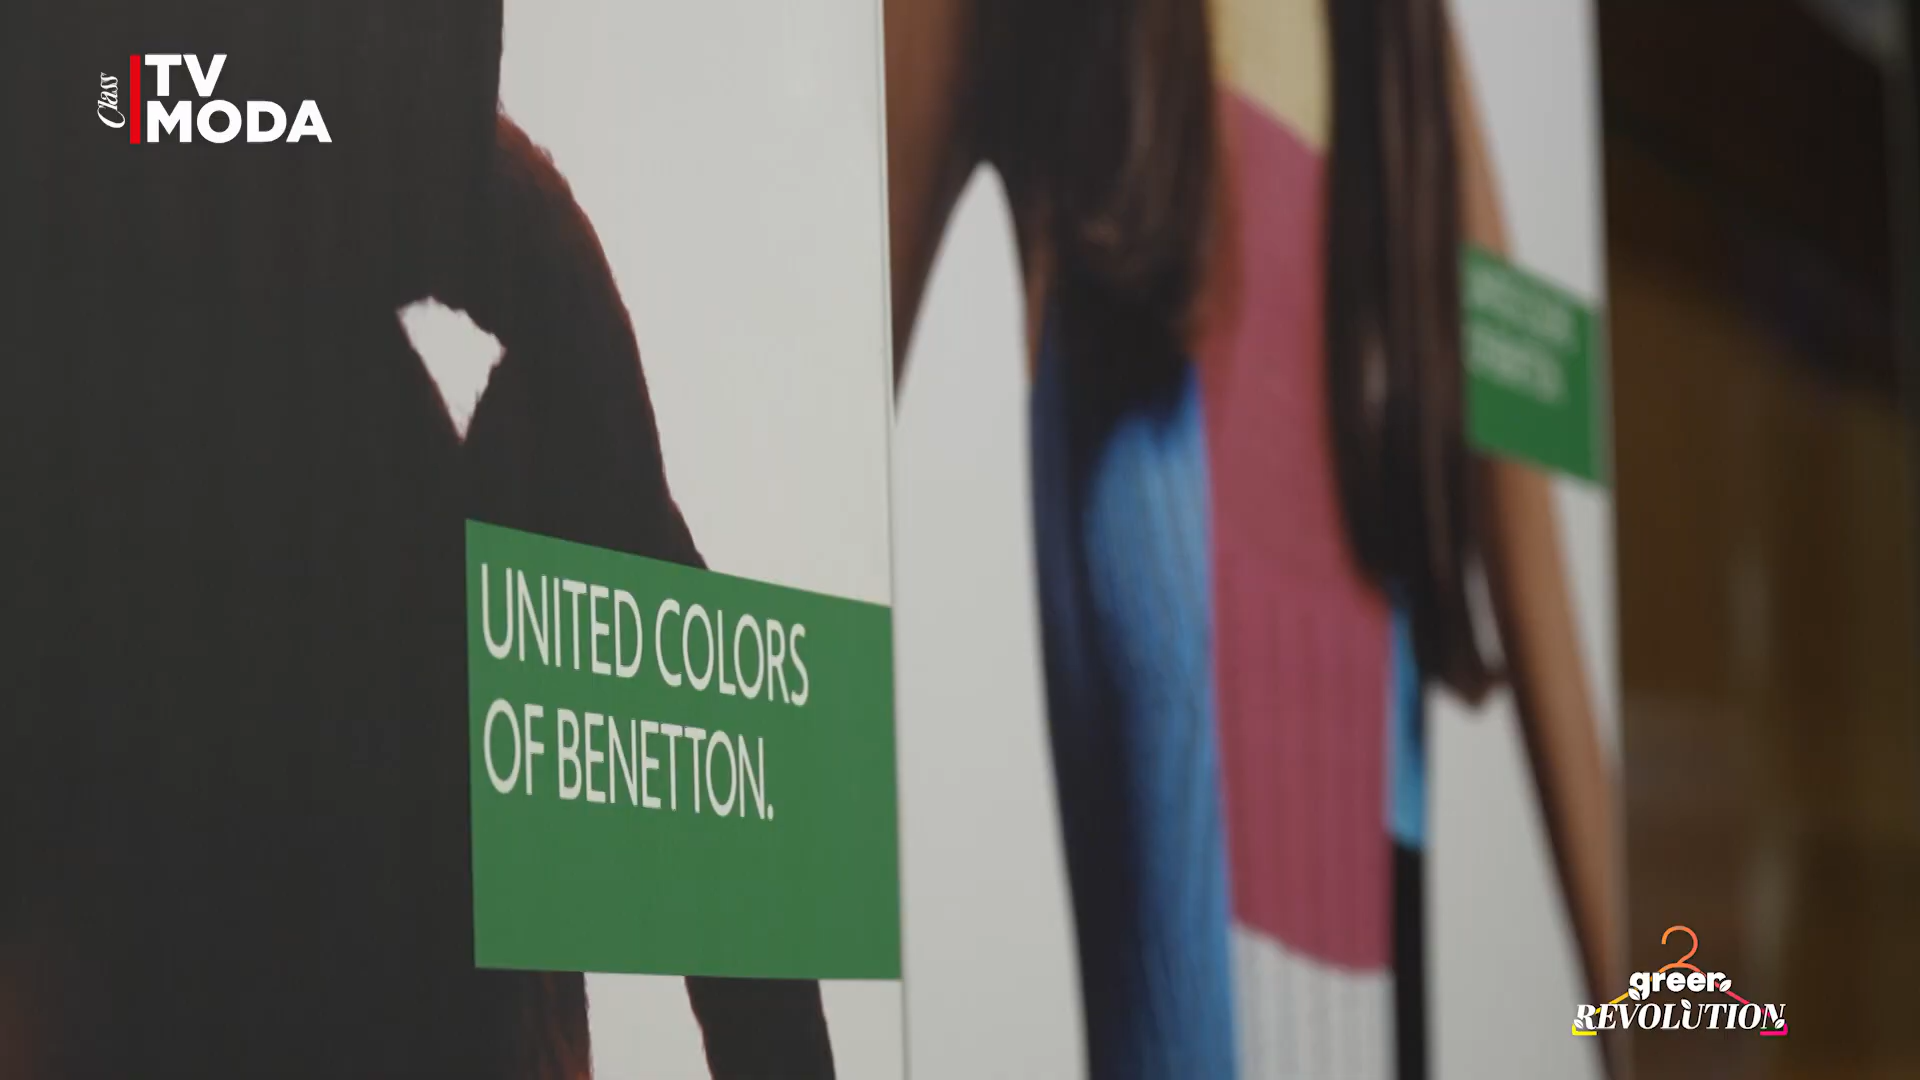 Class
TV
MODA
UNITED COLORS
OF BENETTON.
green
REVOLUTION